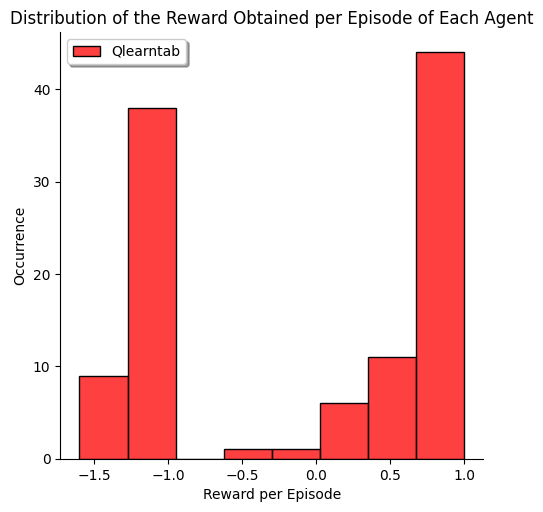 Distribution of the Reward Obtained per Episode of Each Agent
Qlearntab
40
30
20
10
0
Occurrence
−1.5 −1.0 −0.5 0.0 0.5 1.0
Reward per Episode